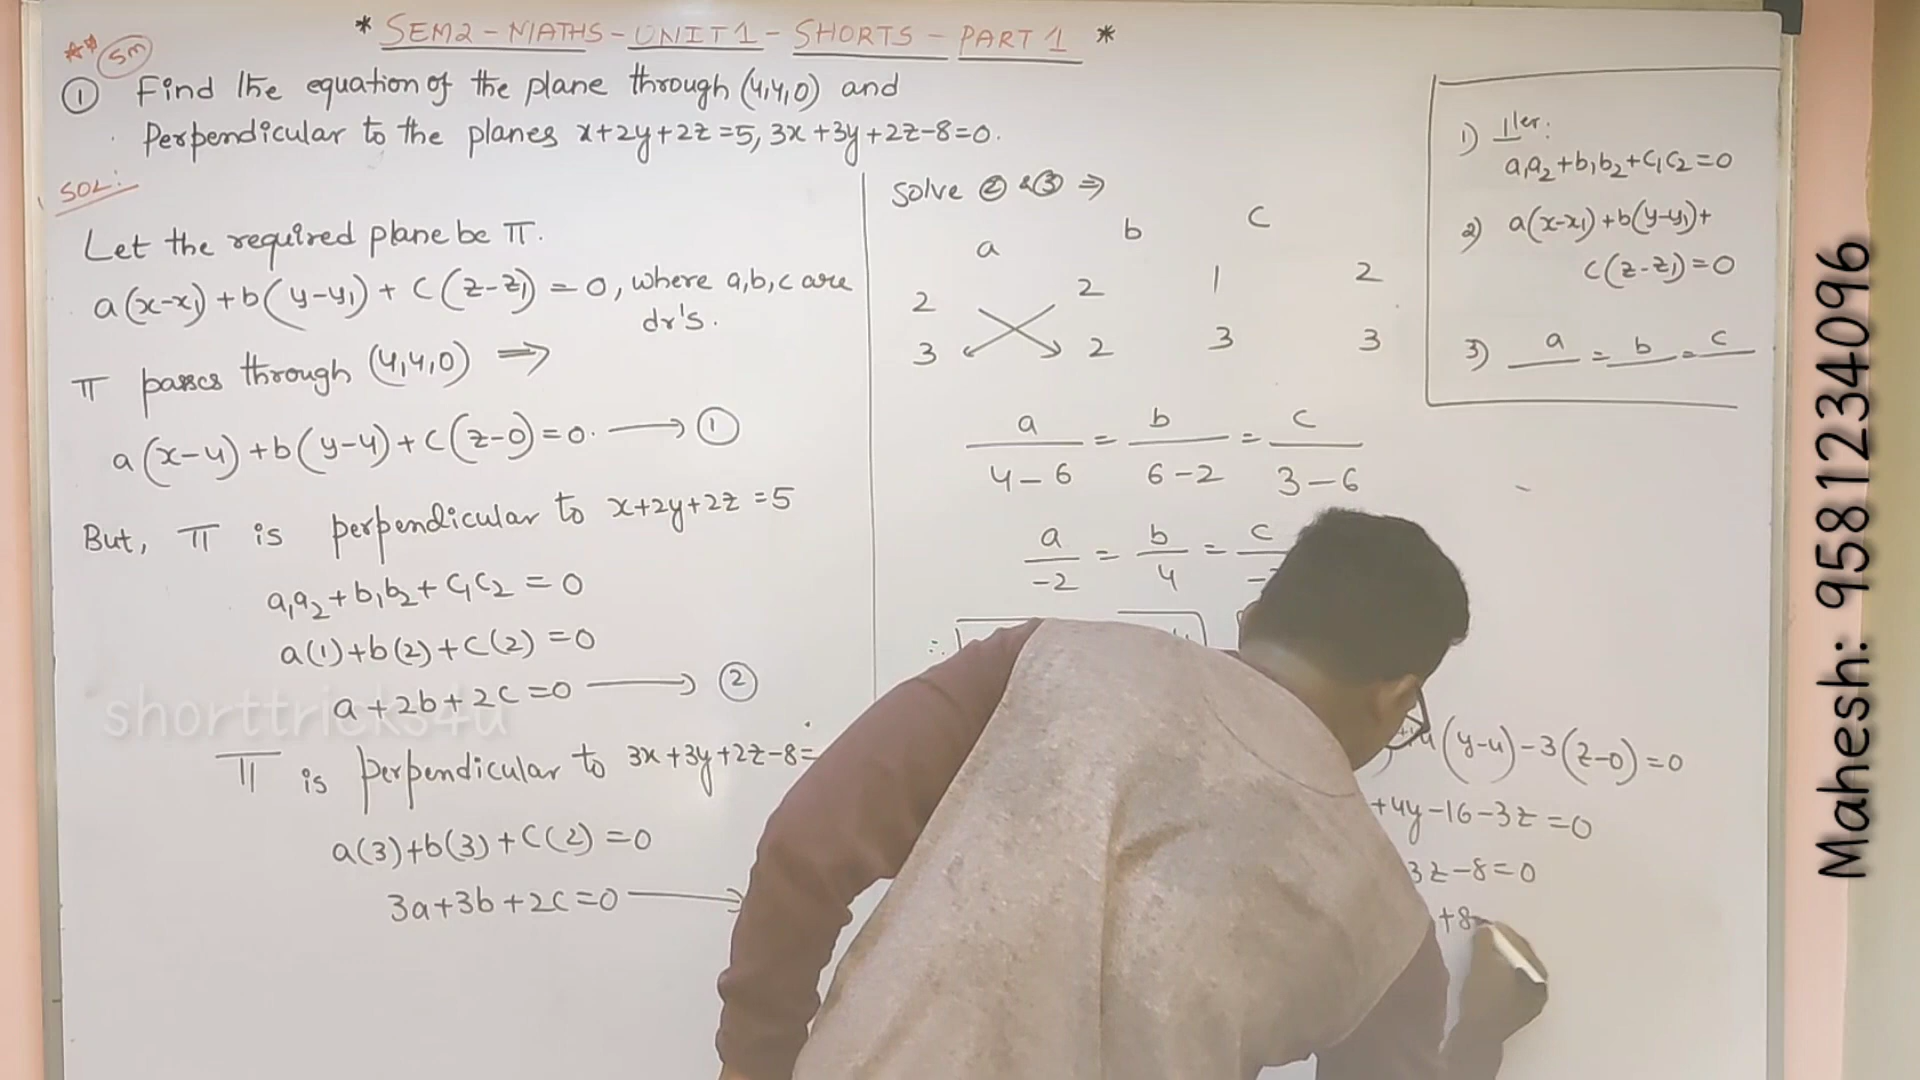 * SEM2-MATHS-UNIT1-SHORTS-PART 1 *
5M
① Find the equation of the plane through (4,4,0) and
Perpendicular to the planes x+2y+2z=5, 3x+3y+2z-8=0.
SOL:
Let the required plane be π.
a(x-x₁)+b(y-y₁)+c(z-z₁)=0, where a,b,c are
dr's.
π passes through (4,4,0) ⇒
a(x-4)+b(y-4)+c(z-0)=0. → ①
But, π is perpendicular to x+2y+2z=5
a₁a₂+b₁b₂+c₁c₂=0
a(1)+b(2)+c(2)=0
a+2b+2c=0 → ②
shorttricks4u
π is perpendicular to 3x+3y+2z-8=
a(3)+b(3)+c(2)=0
3a+3b+2c=0 →
Solve ② & ③ ⇒
a b c
2 2 1 2
3 2 3 3
a/4-6 = b/6-2 = c/3-6
a/-2 = b/4 = c/-
∴
4(y-4)-3(z-0)=0
+4y-16-3z=0
3z-8=0
+8
1) ⊥ler:
a₁a₂+b₁b₂+c₁c₂=0
2) a(x-x₁)+b(y-y₁)+
c(z-z₁)=0
3) a = b = c
Mahesh: 9581234096